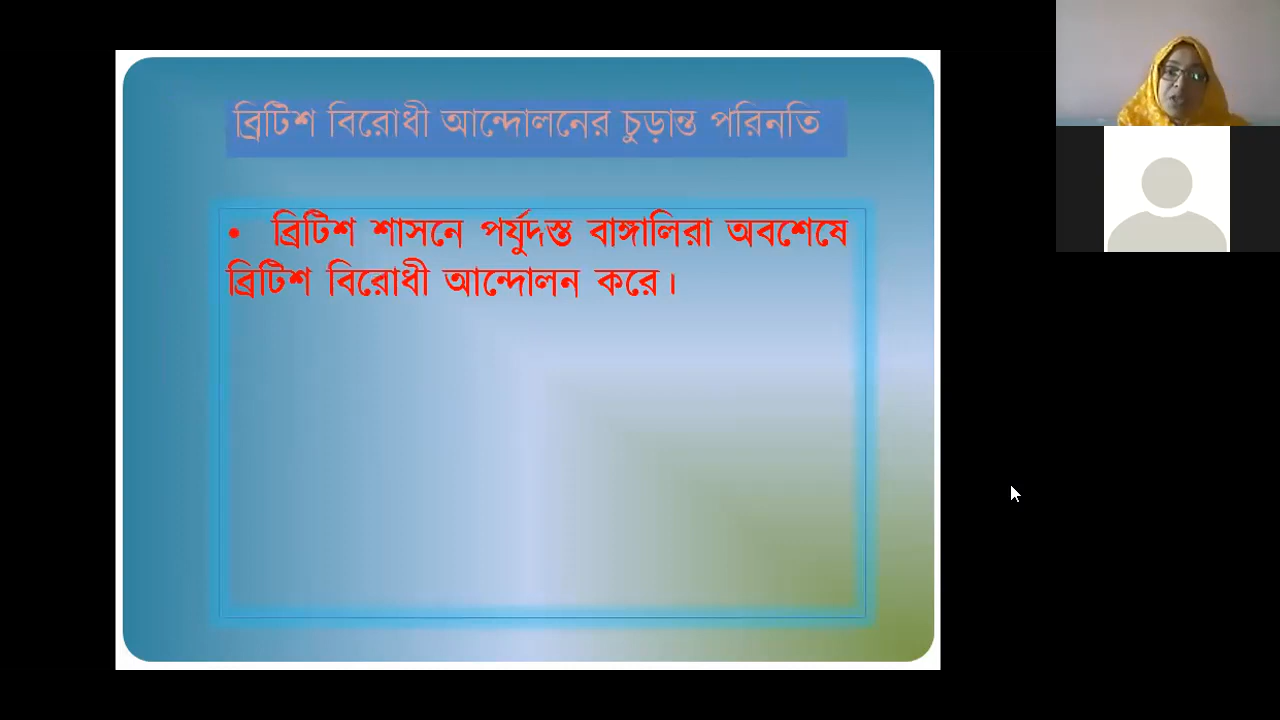 ব্রিটিশ বিরোধী আন্দোলনের চুড়ান্ত পরিনতি
• ব্রিটিশ শাসনে পর্যুদস্ত বাঙ্গালিরা অবশেষে
ব্রিটিশ বিরোধী আন্দোলন করে।